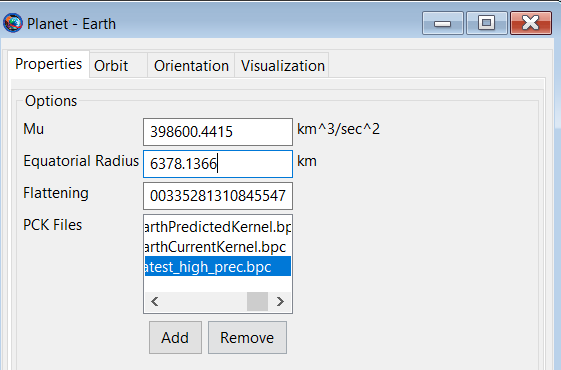 Planet - Earth
Properties Orbit Orientation Visualization
Options
Mu 398600.4415 km^3/sec^2
Equatorial Radius 6378.1366 km
Flattening 00335281310845547
PCK Files arthPredictedKernel.bp
arthCurrentKernel.bpc
atest_high_prec.bpc
Add Remove